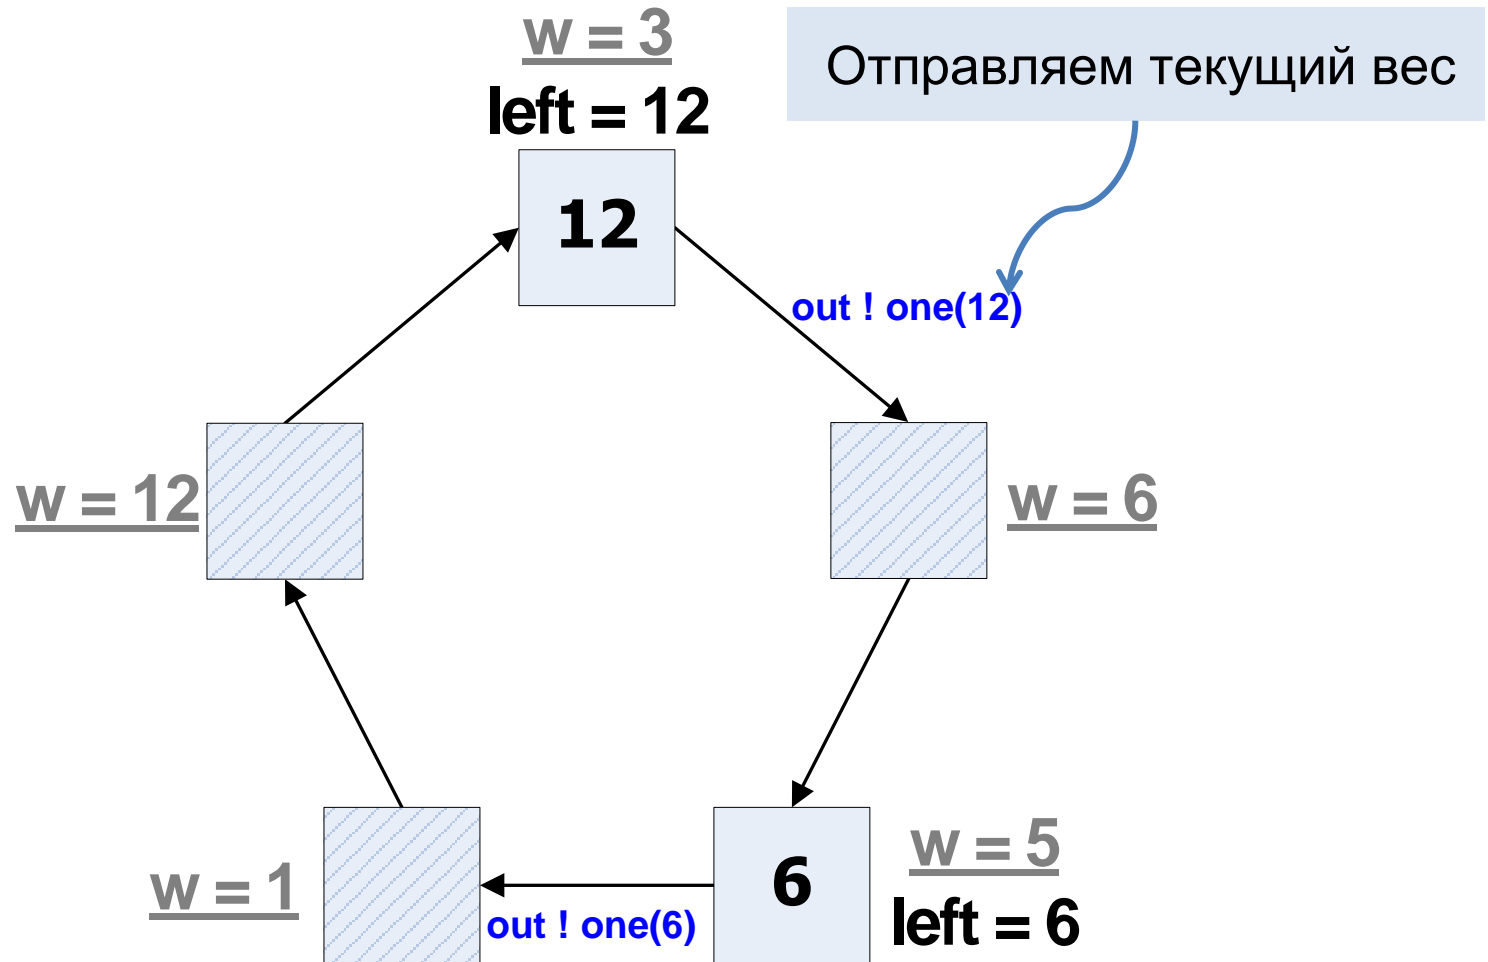 w = 3
left = 12
Отправляем текущий вес
12
out ! one(12)
w = 12
w = 6
w = 1
out ! one(6)
6
w = 5
left = 6